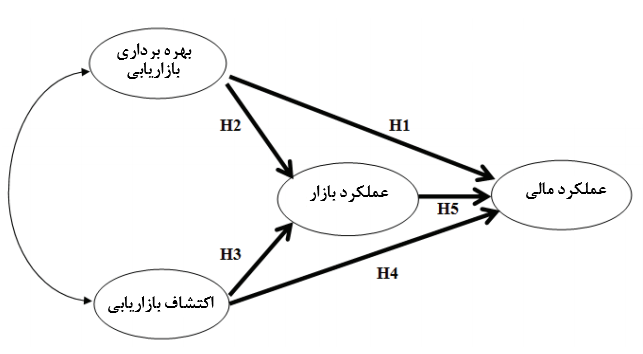 بهره برداری
بازاریابی
H1
H2
عملکرد مالی
عملکرد بازار
H5
H3
H4
اکتشاف بازاریابی